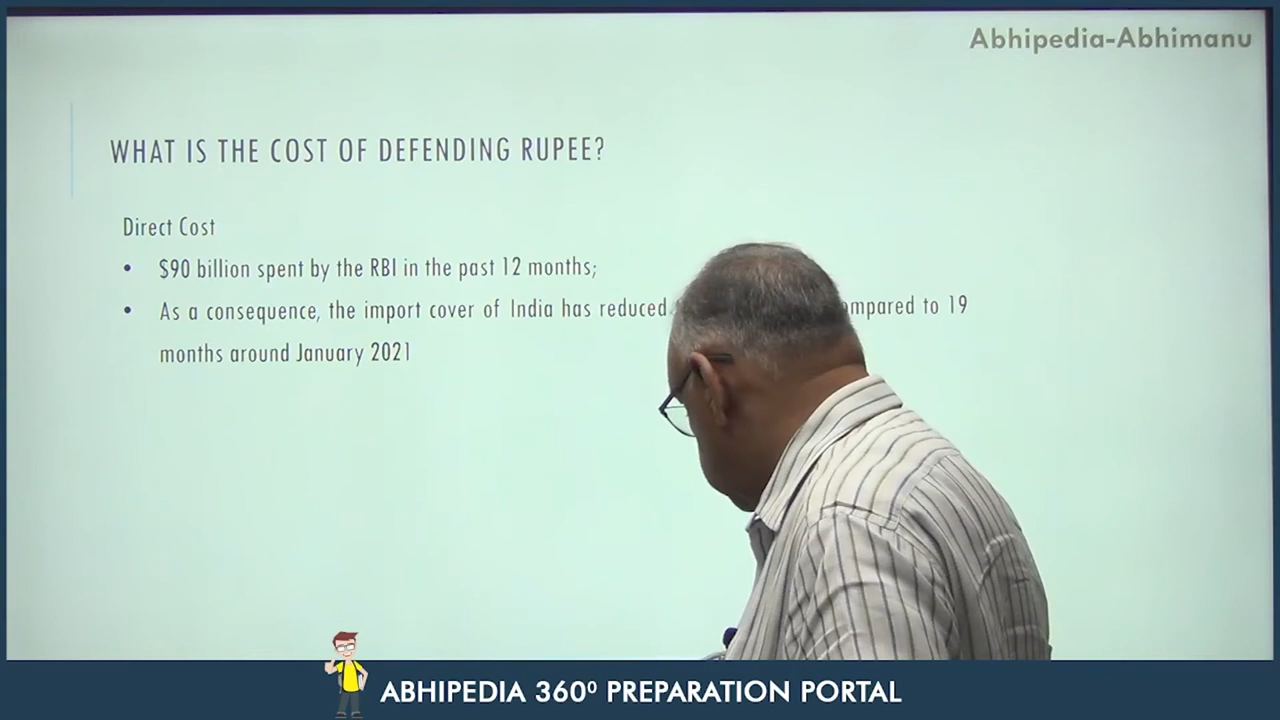 Abhipedia-Abhimanu
WHAT IS THE COST OF DEFENDING RUPEE?
Direct Cost
• $90 billion spent by the RBI in the past 12 months;
• As a consequence, the import cover of India has reduced to 19
months around January 2021
ABHIPEDIA 360⁰ PREPARATION PORTAL